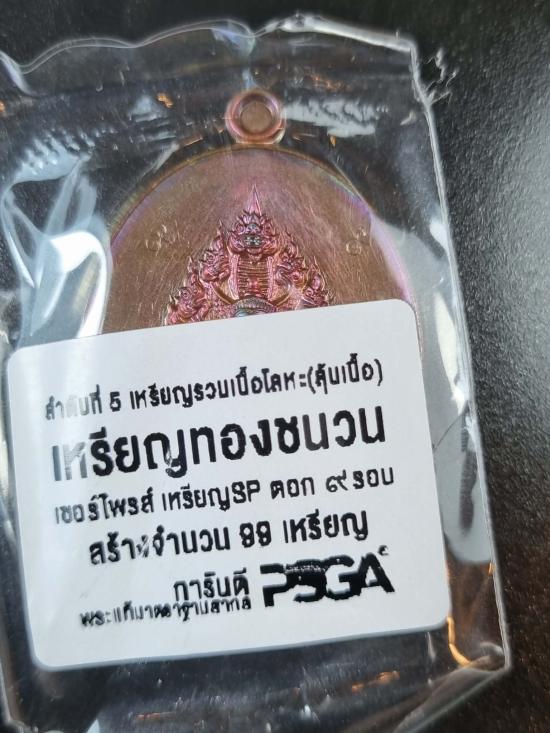 ลำดับที่ 5 เหรียญรวมเนื้อโลหะ(ลุ้นเนื้อ)
เหรียญทองชนวน
เซอร์ไพรส์ เหรียญSP ตอก ๙ รอบ
สร้างจำนวน 99 เหรียญ
การันตี PSGA
พระแท้มาตรฐานสากล